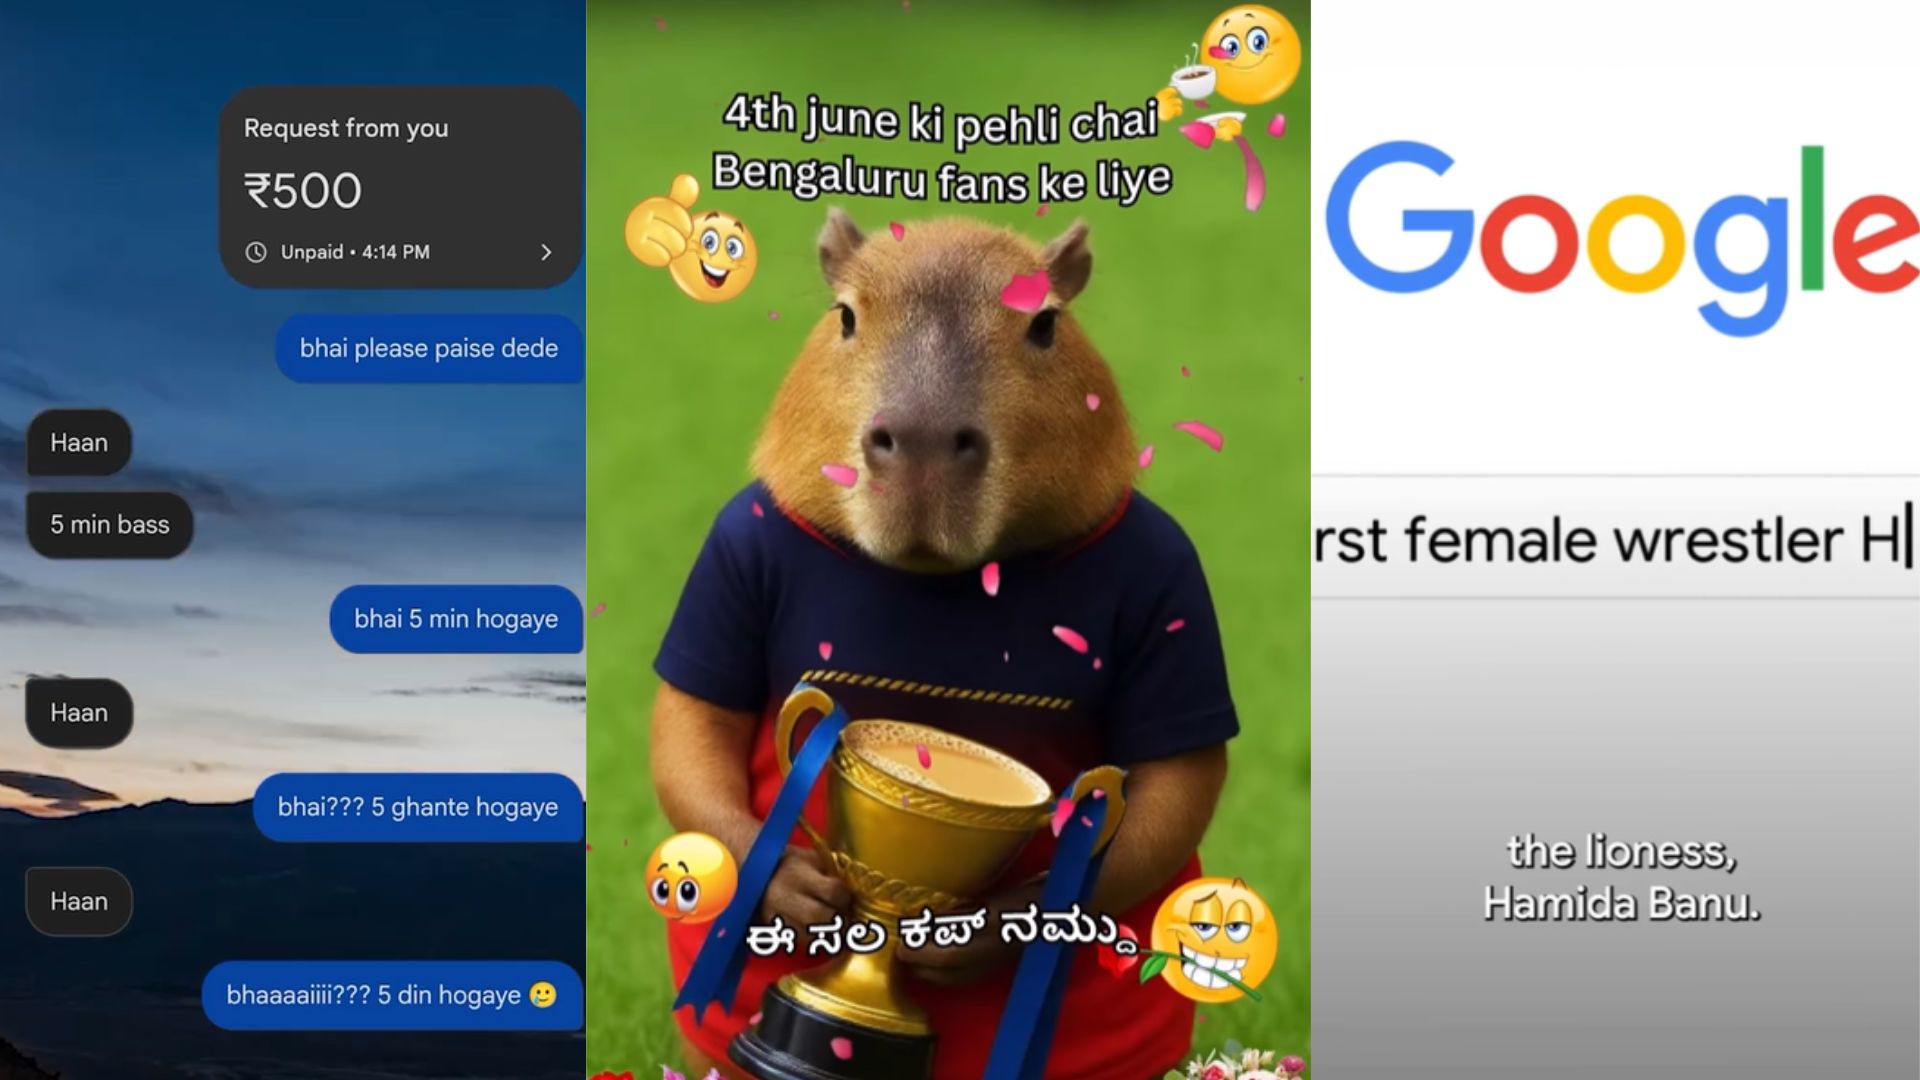 Request from you
₹500
Unpaid • 4:14 PM
bhai please paise dede
Haan
5 min bass
bhai 5 min hogaye
Haan
bhai??? 5 ghante hogaye
Haan
bhaaaaiiii??? 5 din hogaye 🥲
4th june ki pehli chai
Bengaluru fans ke liye
ಈ ಸಲ ಕಪ್ ನಮ್ದು
Google
rst female wrestler H
the lioness,
Hamida Banu.